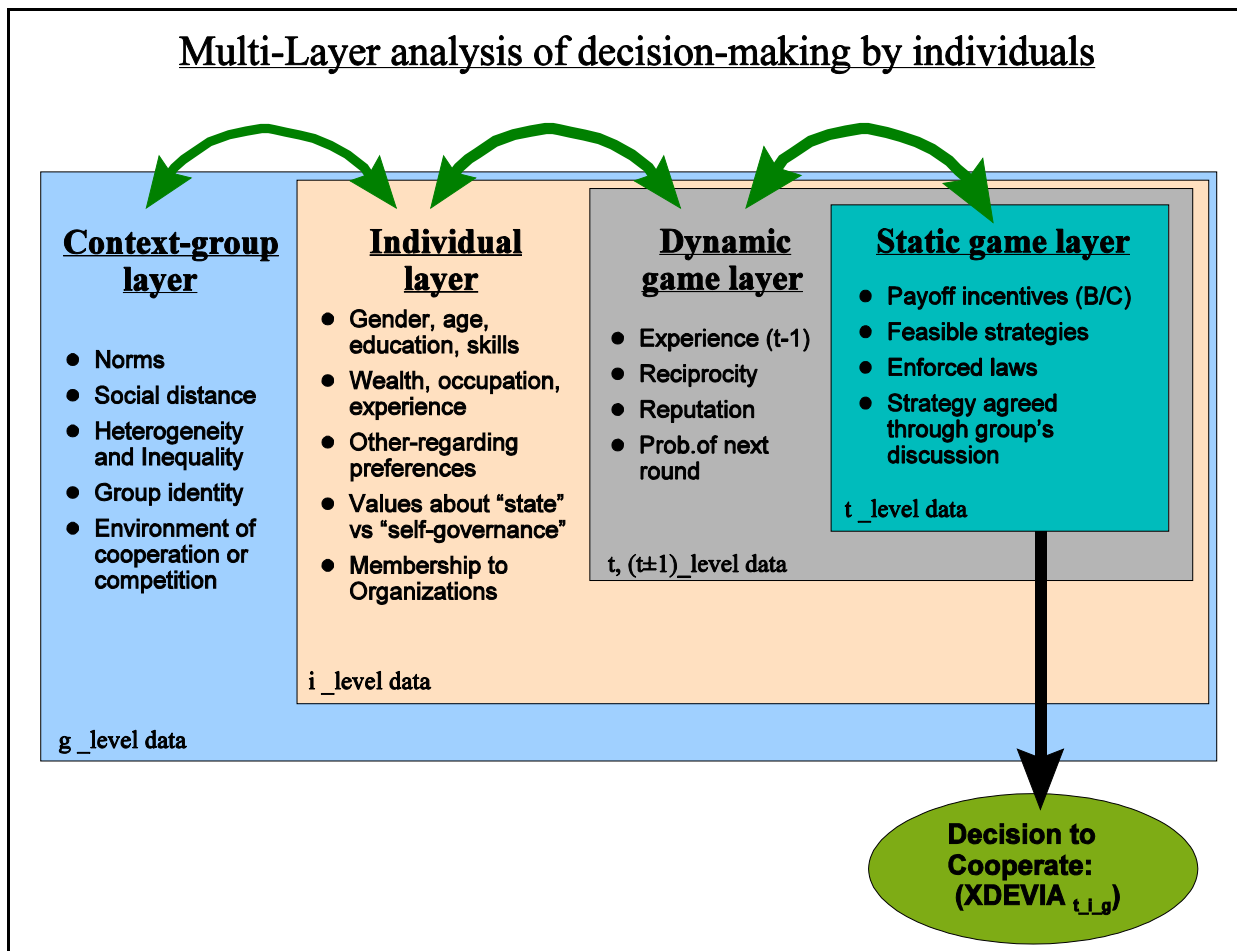 Multi-Layer analysis of decision-making by individuals
Context-group
layer
● Norms
● Social distance
● Heterogeneity
and Inequality
● Group identity
● Environment of
cooperation or
competition
g _level data
Individual
layer
● Gender, age,
education, skills
● Wealth, occupation,
experience
● Other-regarding
preferences
● Values about “state”
vs “self-governance”
● Membership to
Organizations
i _level data
Dynamic
game layer
● Experience (t-1)
● Reciprocity
● Reputation
● Prob.of next
round
t, (t±1)_level data
Static game layer
● Payoff incentives (B/C)
● Feasible strategies
● Enforced laws
● Strategy agreed
through group’s
discussion
t _level data
Decision to
Cooperate:
(XDEVIA t_i_g)